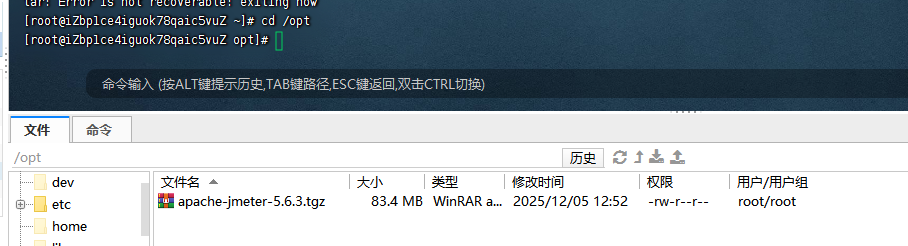 tar: Error is not recoverable: exiting now
[root@iZbp1ce4iguok78qaic5vuZ ~]# cd /opt
[root@iZbp1ce4iguok78qaic5vuZ opt]#
命令输入 (按ALT键提示历史,TAB键路径,ESC键返回,双击CTRL切换)
文件 命令
/opt 历史
文件名 大小 类型 修改时间 权限 用户/用户组
dev
apache-jmeter-5.6.3.tgz 83.4 MB WinRAR a... 2025/12/05 12:52 -rw-r--r-- root/root
etc
home